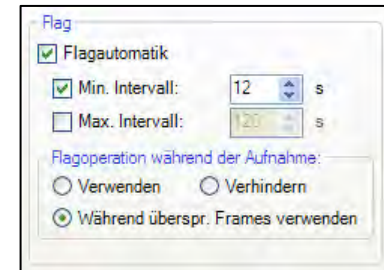 Flag
Flagautomatik
Min. Intervall: 12 s
Max. Intervall: 120 s
Flagoperation während der Aufnahme:
Verwenden Verhindern
Während überspr. Frames verwenden